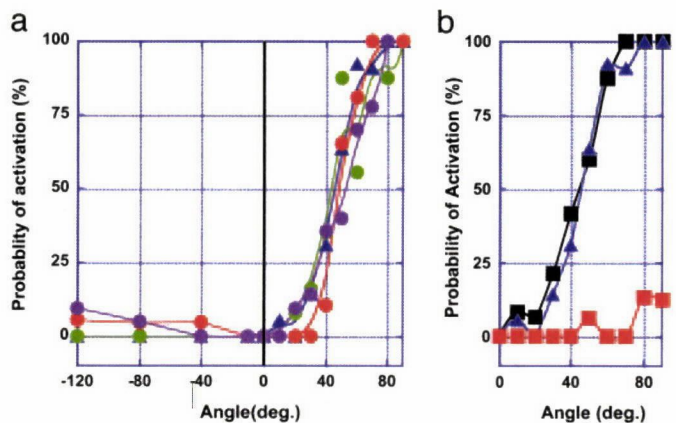 a
Probablity of activation (%)
100
75
50
25
0
-120 -80 -40 0 40 80
Angle(deg.)
b
Probability of Activation (%)
100
75
50
25
0
0 40 80
Angle (deg.)